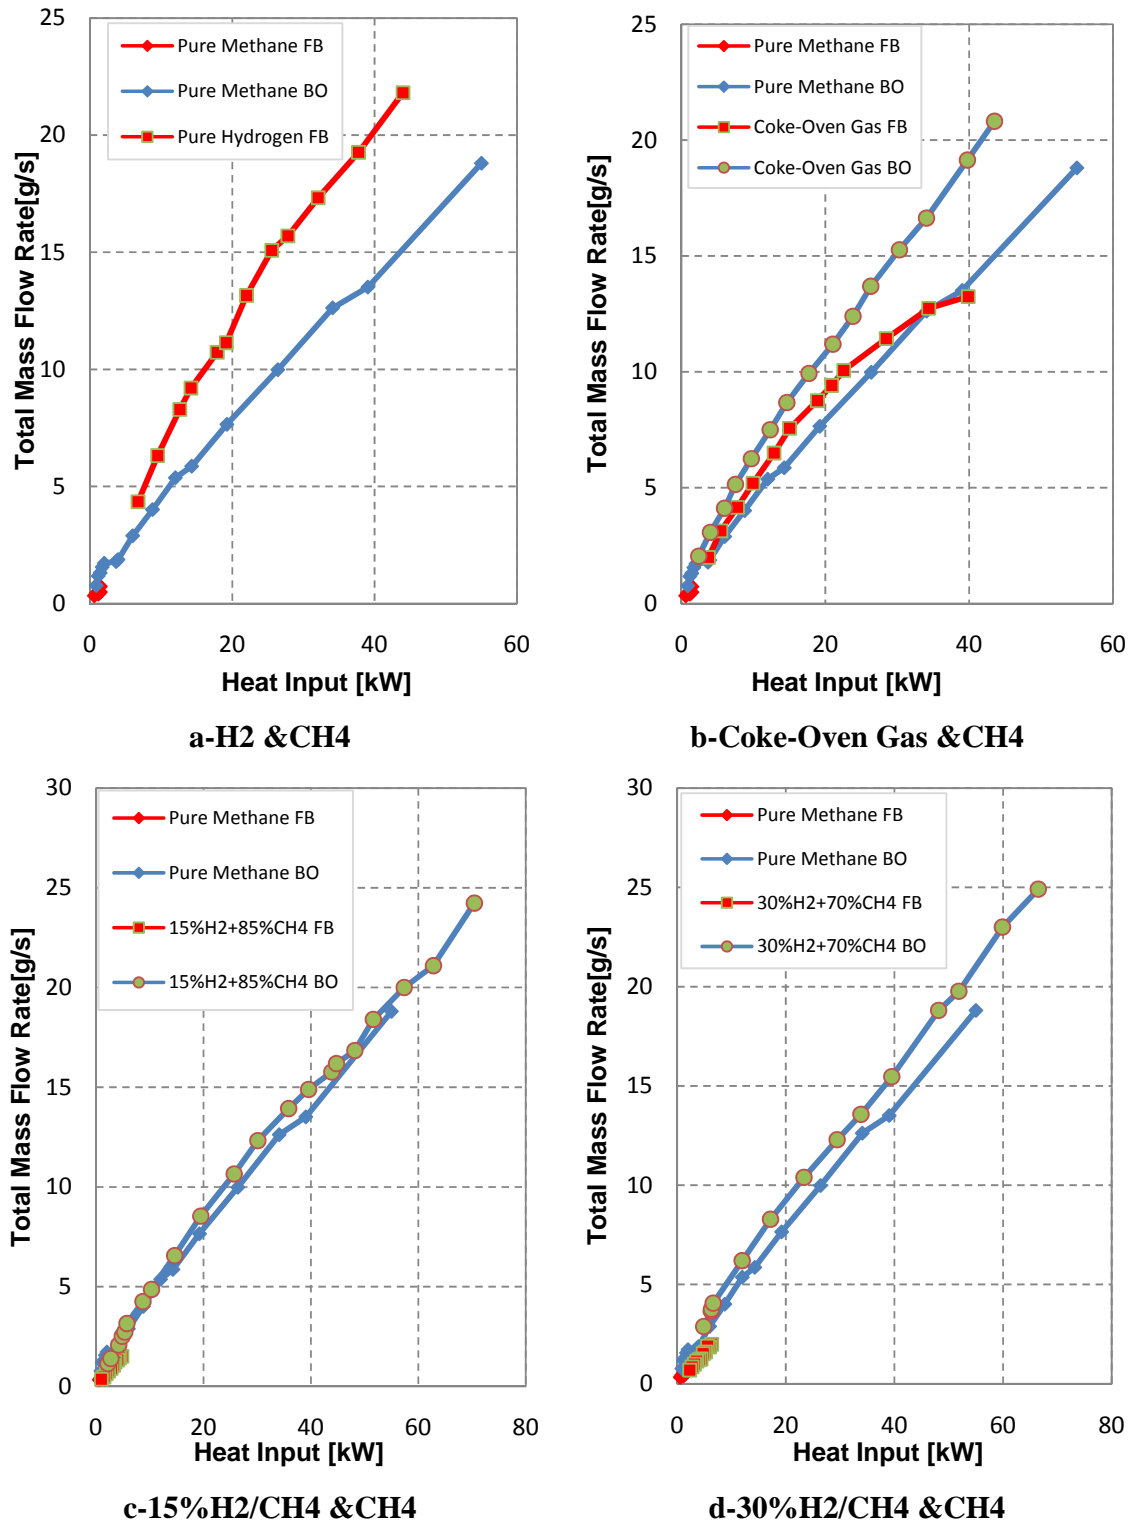 25
20
15
10
5
0
Total Mass Flow Rate[g/s]
Pure Methane FB
Pure Methane BO
Pure Hydrogen FB
0 20 40 60
Heat Input [kW]
a-H2 &CH4
25
20
15
10
5
0
Total Mass Flow Rate[g/s]
Pure Methane FB
Pure Methane BO
Coke-Oven Gas FB
Coke-Oven Gas BO
0 20 40 60
Heat Input [kW]
b-Coke-Oven Gas &CH4
30
25
20
15
10
5
0
Total Mass Flow Rate[g/s]
Pure Methane FB
Pure Methane BO
15%H2+85%CH4 FB
15%H2+85%CH4 BO
0 20 40 60 80
Heat Input [kW]
c-15%H2/CH4 &CH4
30
25
20
15
10
5
0
Total Mass Flow Rate[g/s]
Pure Methane FB
Pure Methane BO
30%H2+70%CH4 FB
30%H2+70%CH4 BO
0 20 40 60 80
Heat Input [kW]
d-30%H2/CH4 &CH4